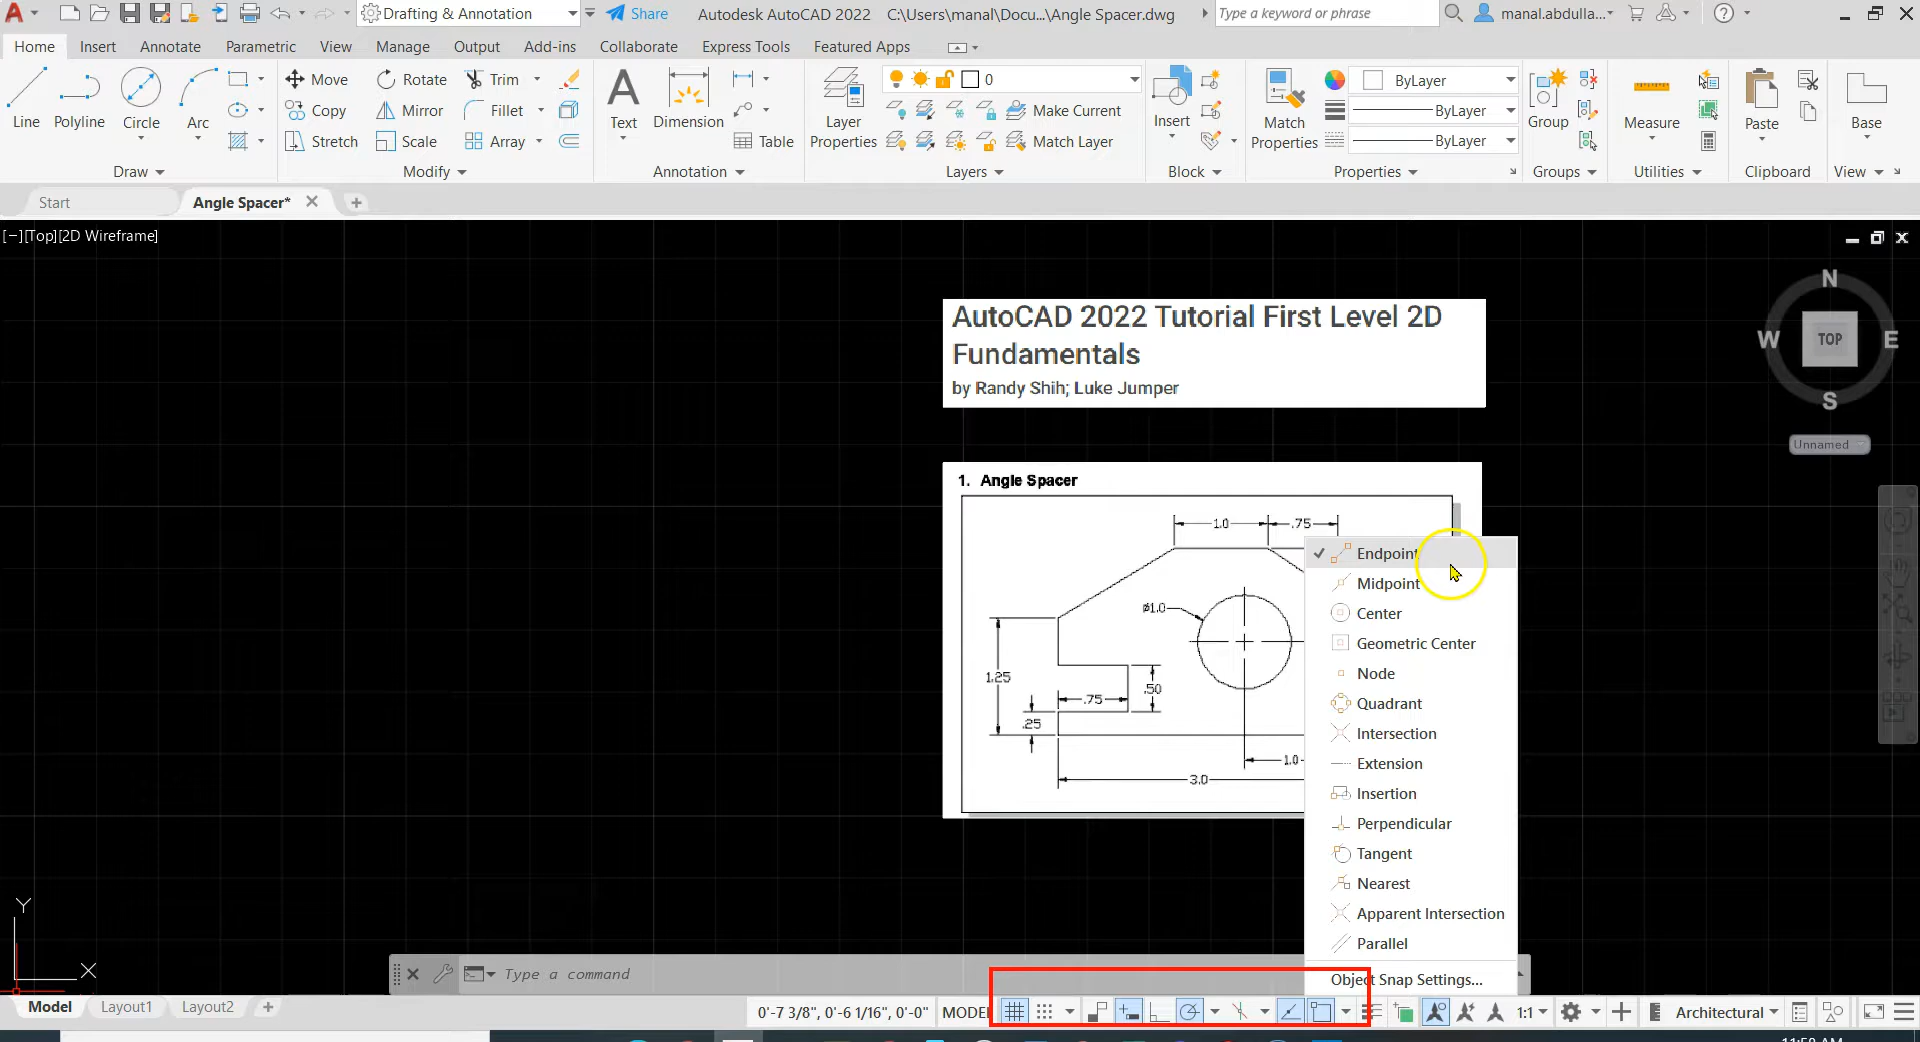 Drafting & Annotation Share Autodesk AutoCAD 2022 C:\Users\manal\Docu...\Angle Spacer.dwg Type a keyword or phrase manal.abdulla...
Home Insert Annotate Parametric View Manage Output Add-ins Collaborate Express Tools Featured Apps
Move Rotate Trim 0 ByLayer
Line Polyline Circle Arc Copy Mirror Fillet Text Dimension Layer Properties Make Current Insert Match Properties ByLayer Group Measure Paste Base
Stretch Scale Array Table Match Layer ByLayer
Draw Modify Annotation Layers Block Properties Groups Utilities Clipboard View
Start Angle Spacer*
[−][Top][2D Wireframe]
N
W TOP E
S
Unnamed
AutoCAD 2022 Tutorial First Level 2D
Fundamentals
by Randy Shih; Luke Jumper
1. Angle Spacer
1.0 .75
ø1.0
1.25
.75 .50
.25
1.0
3.0
Endpoint
Midpoint
Center
Geometric Center
Node
Quadrant
Intersection
Extension
Insertion
Perpendicular
Tangent
Nearest
Apparent Intersection
Parallel
Object Snap Settings...
Y
X
Type a command
Model Layout1 Layout2 0'-7 3/8", 0'-6 1/16", 0'-0" 1:1 Architectural